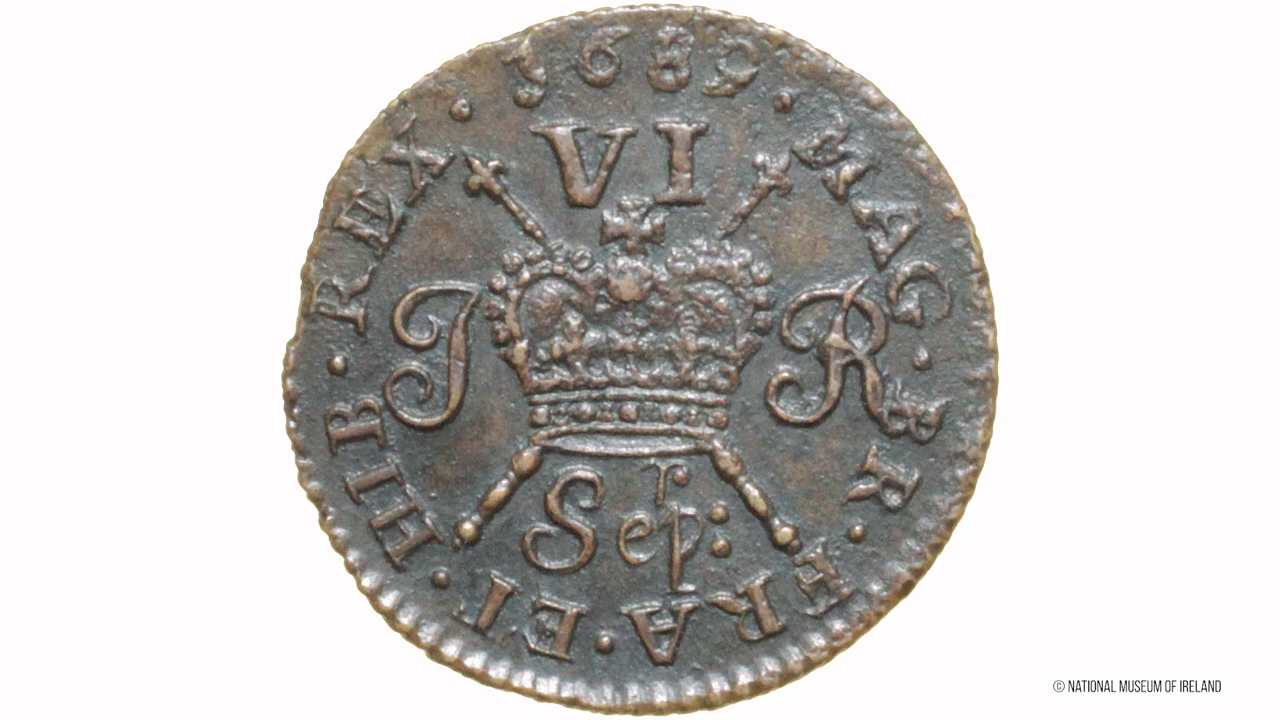 · 1689 ·
MAG · BR · FRA · ET · HIB · REX
VI
J R
Sepr:
© NATIONAL MUSEUM OF IRELAND